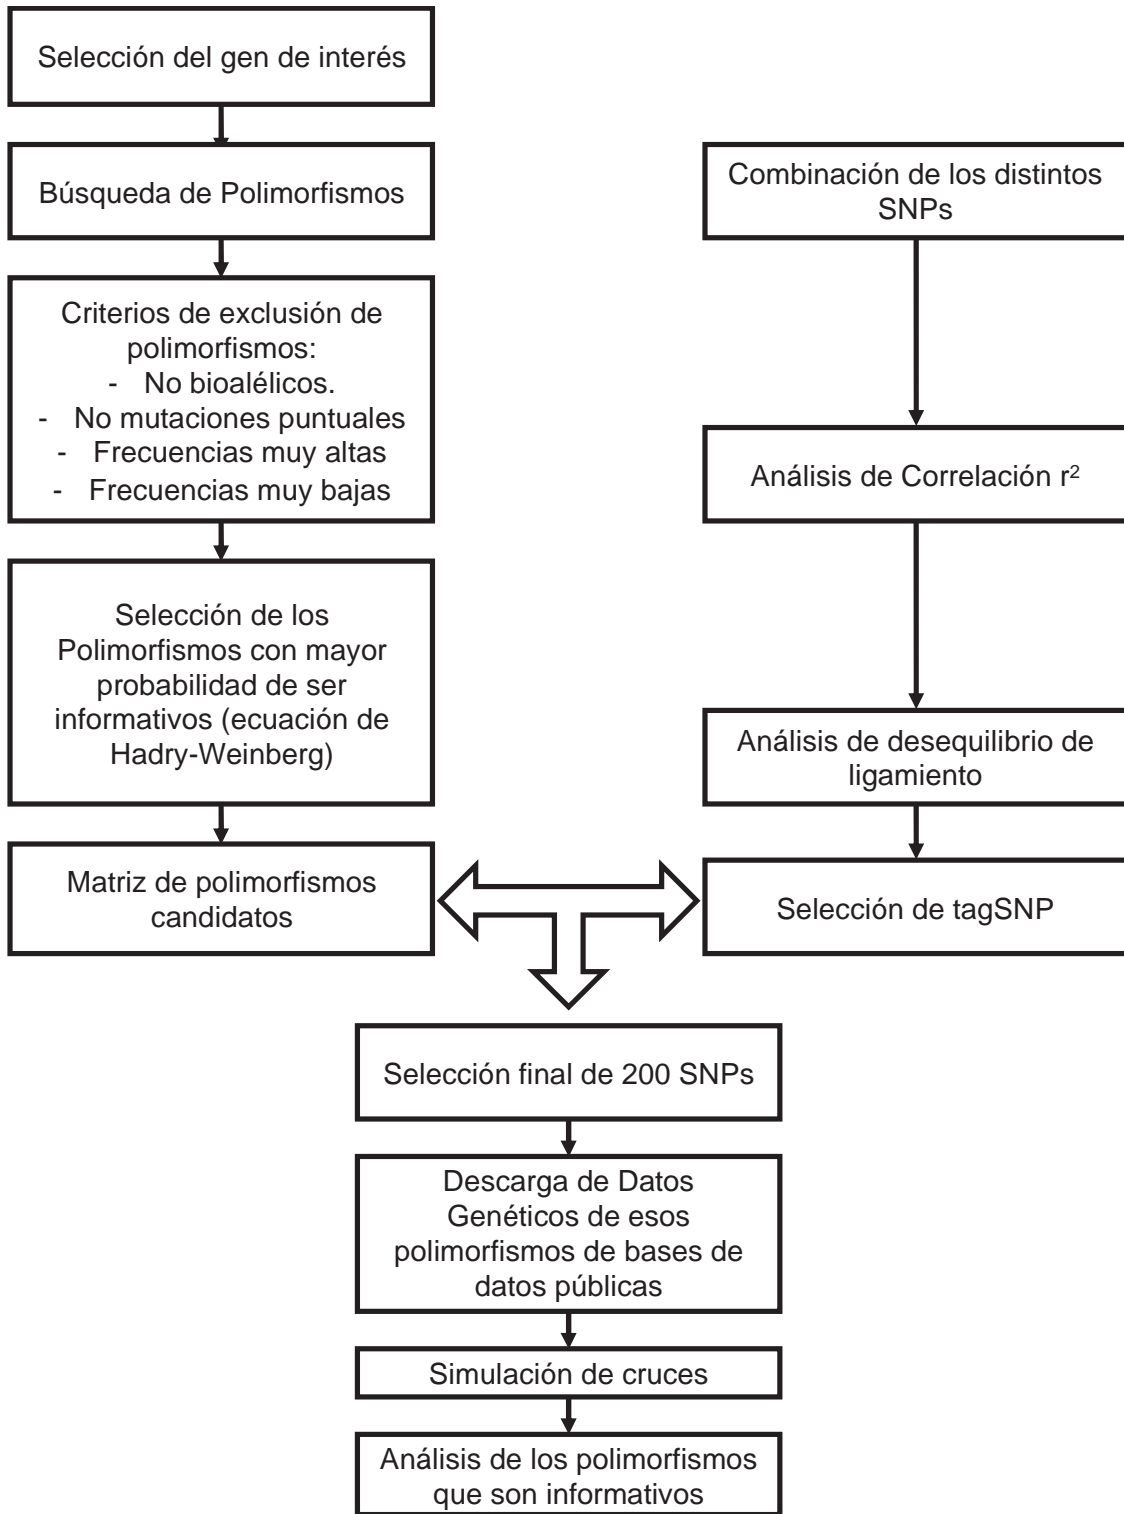 Selección del gen de interés
Búsqueda de Polimorfismos
Criterios de exclusión de
polimorfismos:
- No bioalélicos.
- No mutaciones puntuales
- Frecuencias muy altas
- Frecuencias muy bajas
Selección de los
Polimorfismos con mayor
probabilidad de ser
informativos (ecuación de
Hadry-Weinberg)
Matriz de polimorfismos
candidatos
Combinación de los distintos
SNPs
Análisis de Correlación r²
Análisis de desequilibrio de
ligamiento
Selección de tagSNP
Selección final de 200 SNPs
Descarga de Datos
Genéticos de esos
polimorfismos de bases de
datos públicas
Simulación de cruces
Análisis de los polimorfismos
que son informativos